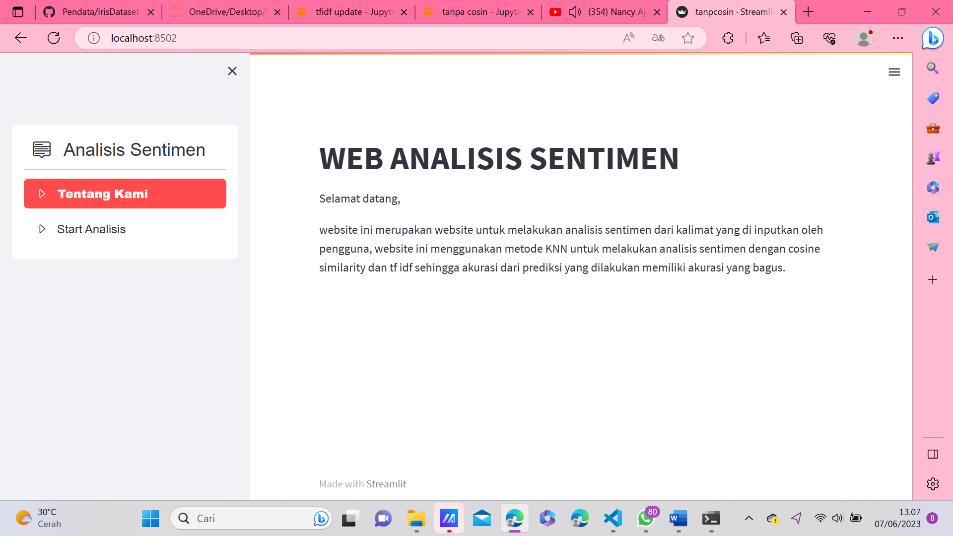 Pendata/IrisDataset
OneDrive/Desktop/
tfidf update - Jupyte
tanpa cosin - Jupyte
(354) Nancy Aj
tanpcosin · Streamli
localhost:8502
Analisis Sentimen
Tentang Kami
Start Analisis
WEB ANALISIS SENTIMEN
Selamat datang,
website ini merupakan website untuk melakukan analisis sentimen dari kalimat yang di inputkan oleh
pengguna, website ini menggunakan metode KNN untuk melakukan analisis sentimen dengan cosine
similarity dan tf idf sehingga akurasi dari prediksi yang dilakukan memiliki akurasi yang bagus.
Made with Streamlit
30°C
Cerah
Cari
80
13.07
07/06/2023
8